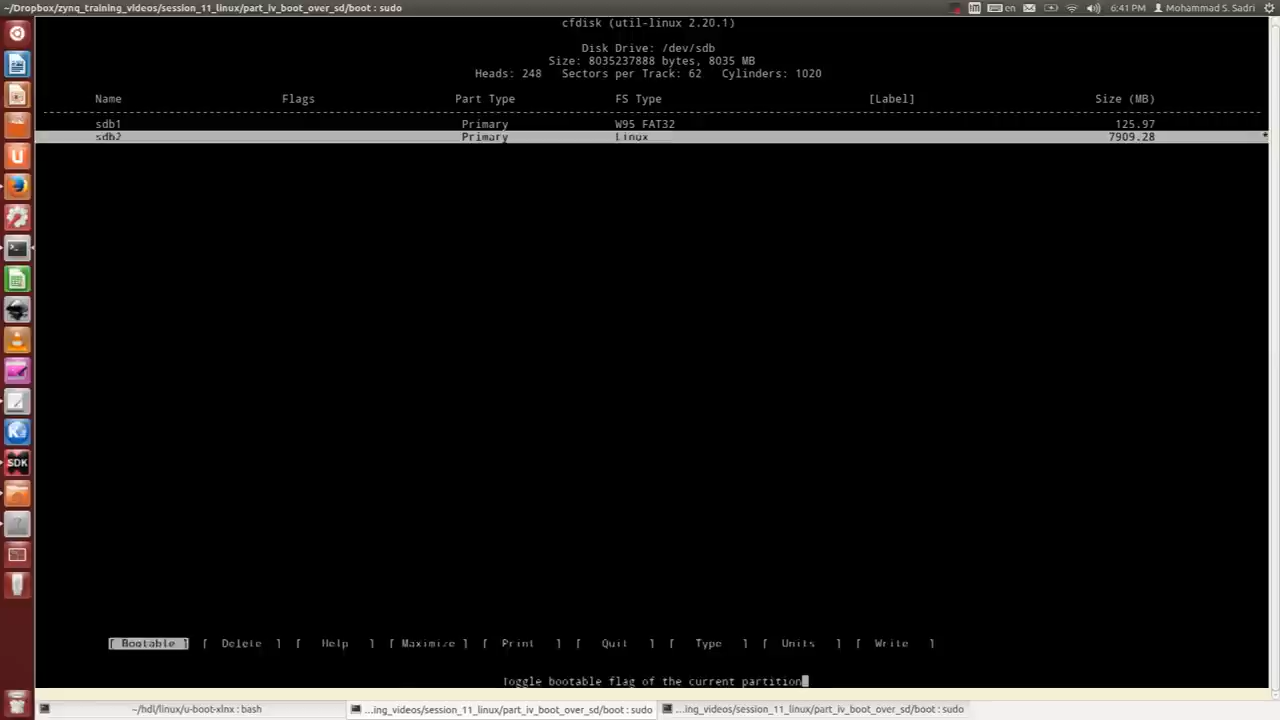 ~/Dropbox/zynq_training_videos/session_11_linux/part_iv_boot_over_sd/boot : sudo
en
6:41 PM
Mohammad S. Sadri
cfdisk (util-linux 2.20.1)
Disk Drive: /dev/sdb
Size: 8035237888 bytes, 8035 MB
Heads: 248   Sectors per Track: 62   Cylinders: 1020
Name   Flags   Part Type   FS Type   [Label]   Size (MB)
sdb1   Primary   W95 FAT32   125.97
sdb2   Primary   Linux   7909.28   *
SDK
[ Bootable ]   [ Delete ]   [ Help ]   [ Maximize ]   [ Print ]   [ Quit ]   [ Type ]   [ Units ]   [ Write ]
Toggle bootable flag of the current partition
~/hdl/linux/u-boot-xlnx : bash   ...ing_videos/session_11_linux/part_iv_boot_over_sd/boot : sudo   ...ing_videos/session_11_linux/part_iv_boot_over_sd/boot : sudo